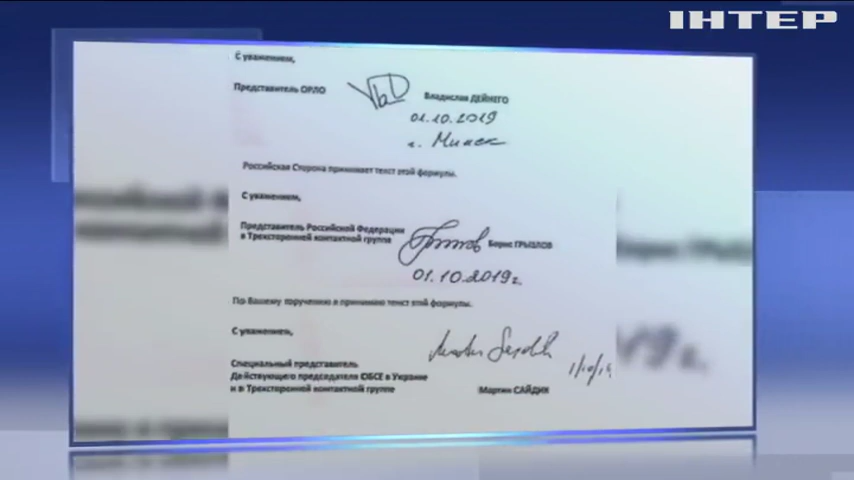 ІНТЕР
С уважением,
Представитель ОРЛО
Владислав ДЕЙНЕГО
01.10.2019
г. Минск
Российская Сторона принимает текст этой формулы.
С уважением,
Представитель Российской Федерации
в Трехсторонней контактной группе
Борис ГРЫЗЛОВ
01.10.2019г.
По Вашему поручению я принимаю текст этой формулы.
С уважением,
Специальный представитель
Действующего председателя ОБСЕ в Украине
и в Трехсторонней контактной группе
Мартин САЙДИК
1/10/19